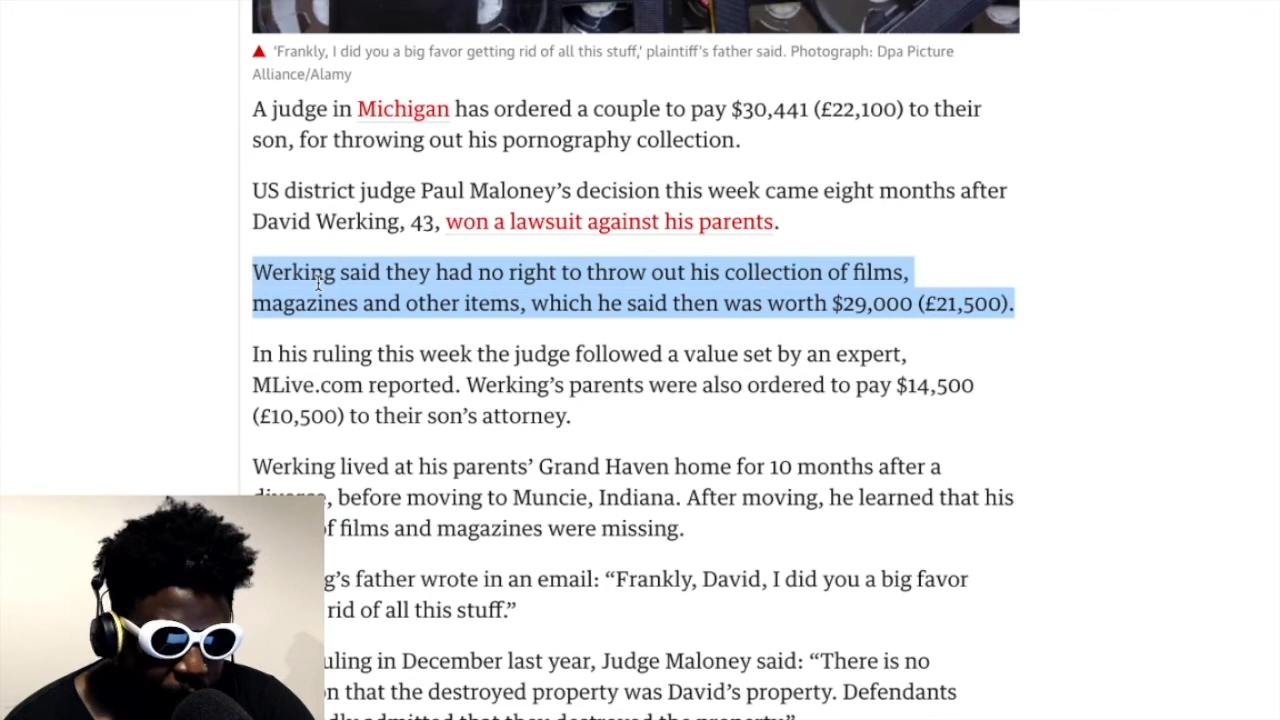 'Frankly, I did you a big favor getting rid of all this stuff,' plaintiff's father said. Photograph: Dpa Picture
Alliance/Alamy
A judge in Michigan has ordered a couple to pay $30,441 (£22,100) to their
son, for throwing out his pornography collection.
US district judge Paul Maloney’s decision this week came eight months after
David Werking, 43, won a lawsuit against his parents.
Werking said they had no right to throw out his collection of films,
magazines and other items, which he said then was worth $29,000 (£21,500).
In his ruling this week the judge followed a value set by an expert,
MLive.com reported. Werking’s parents were also ordered to pay $14,500
(£10,500) to their son’s attorney.
Werking lived at his parents’ Grand Haven home for 10 months after a
before moving to Muncie, Indiana. After moving, he learned that his
of films and magazines were missing.
g’s father wrote in an email: “Frankly, David, I did you a big favor
rid of all this stuff.”
uling in December last year, Judge Maloney said: “There is no
n that the destroyed property was David’s property. Defendants
admitted that they destroyed the property.”